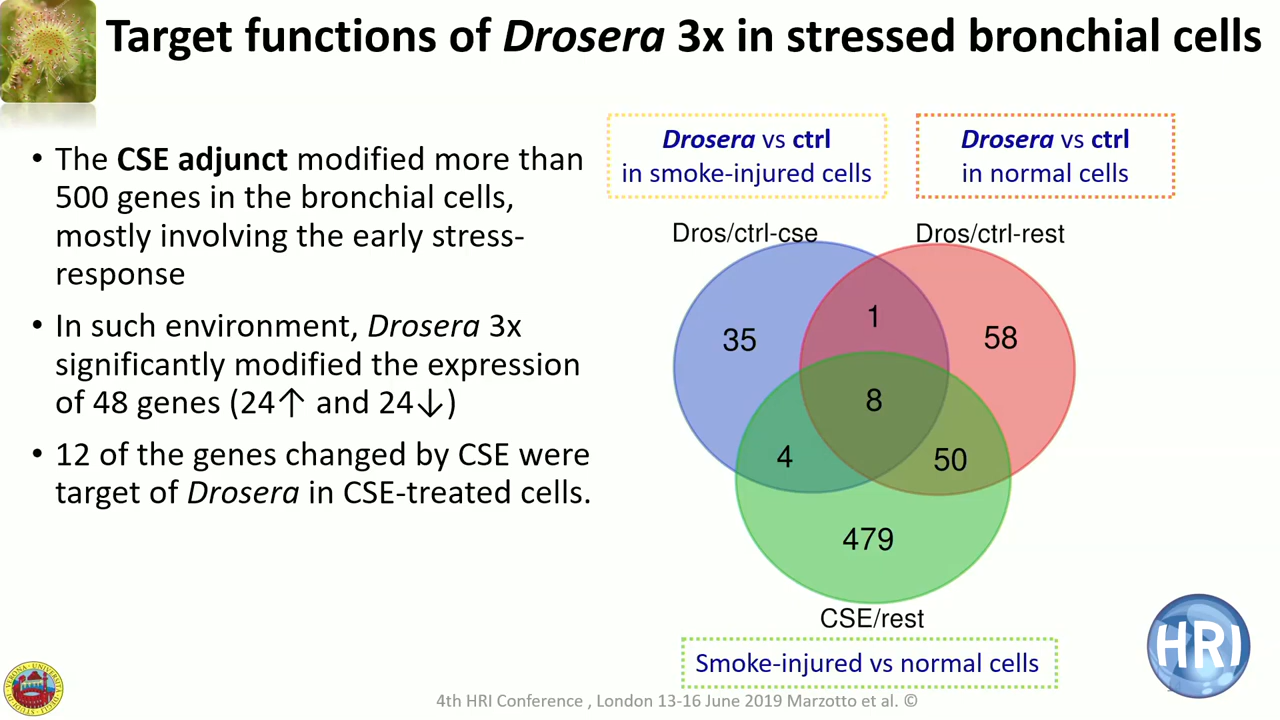 Target functions of Drosera 3x in stressed bronchial cells
• The CSE adjunct modified more than
500 genes in the bronchial cells,
mostly involving the early stress-
response
• In such environment, Drosera 3x
significantly modified the expression
of 48 genes (24↑ and 24↓)
• 12 of the genes changed by CSE were
target of Drosera in CSE-treated cells.
Drosera vs ctrl
in smoke-injured cells
Drosera vs ctrl
in normal cells
Dros/ctrl-cse
Dros/ctrl-rest
35
1
58
8
4
50
479
CSE/rest
Smoke-injured vs normal cells
HRI
4th HRI Conference , London 13-16 June 2019 Marzotto et al. ©